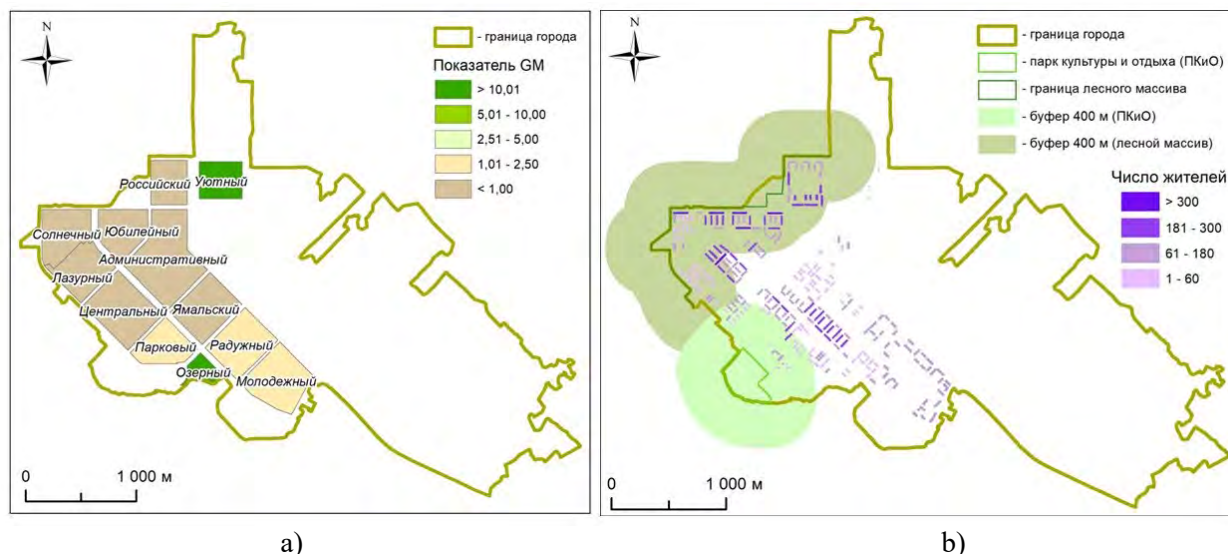 N
- граница города
Показатель GM
> 10,01
5,01 - 10,00
2,51 - 5,00
1,01 - 2,50
< 1,00
Российский
Уютный
Солнечный
Юбилейный
Административный
Лазурный
Центральный
Ямальский
Парковый
Радужный
Озерный
Молодежный
0
1 000 м
a)
N
- граница города
- парк культуры и отдыха (ПКиО)
- граница лесного массива
- буфер 400 м (ПКиО)
- буфер 400 м (лесной массив)
Число жителей
> 300
181 - 300
61 - 180
1 - 60
0
1 000 м
b)